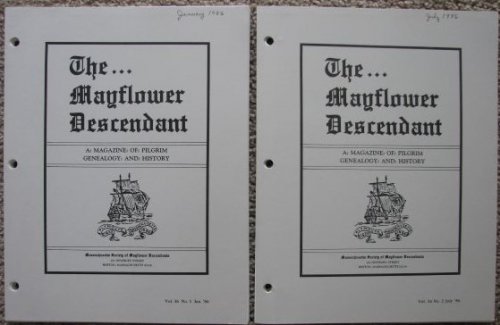 January 1986
The...
Mayflower
Descendant
A: MAGAZINE: OF: PILGRIM
GENEALOGY: AND: HISTORY
Massachusetts Society of Mayflower Descendants
July 1986
The...
Mayflower
Descendant
A: MAGAZINE: OF: PILGRIM
GENEALOGY: AND: HISTORY
Massachusetts Society of Mayflower Descendants